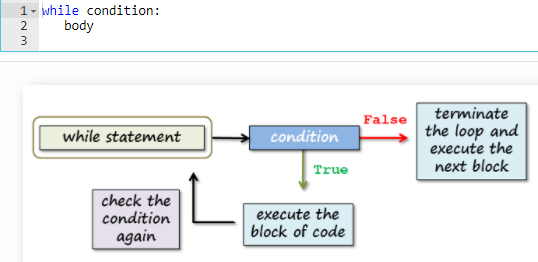 1 while condition:
2 body
3
while statement
condition
False
terminate
the loop and
execute the
next block
True
check the
condition
again
execute the
block of code